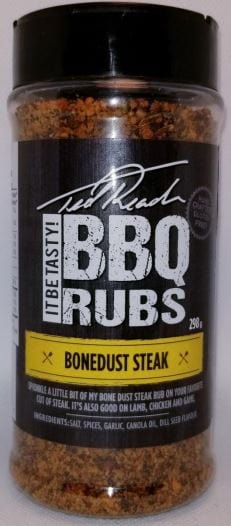 Ted Reader
IT BE TASTY!
BBQ
RUBS
298 g
BONEDUST STEAK
SPRINKLE A LITTLE BIT OF MY BONE DUST STEAK RUB ON YOUR FAVOURITE
CUT OF STEAK. IT'S ALSO GOOD ON LAMB, CHICKEN AND GAME.
INGREDIENTS: SALT, SPICES, GARLIC, CANOLA OIL, DILL SEED FLAVOUR.